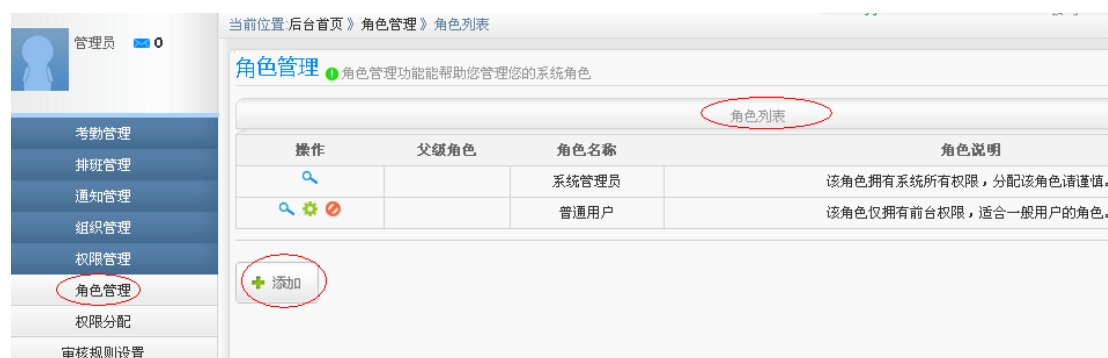 当前位置:后台首页 》角色管理 》角色列表
管理员 0
角色管理 角色管理功能能帮助您管理您的系统角色
角色列表
操作 父级角色 角色名称 角色说明
系统管理员 该角色拥有系统所有权限，分配该角色请谨慎。
普通用户 该角色仅拥有前台权限，适合一般用户的角色。
添加
考勤管理
排班管理
通知管理
组织管理
权限管理
角色管理
权限分配
审核规则设置